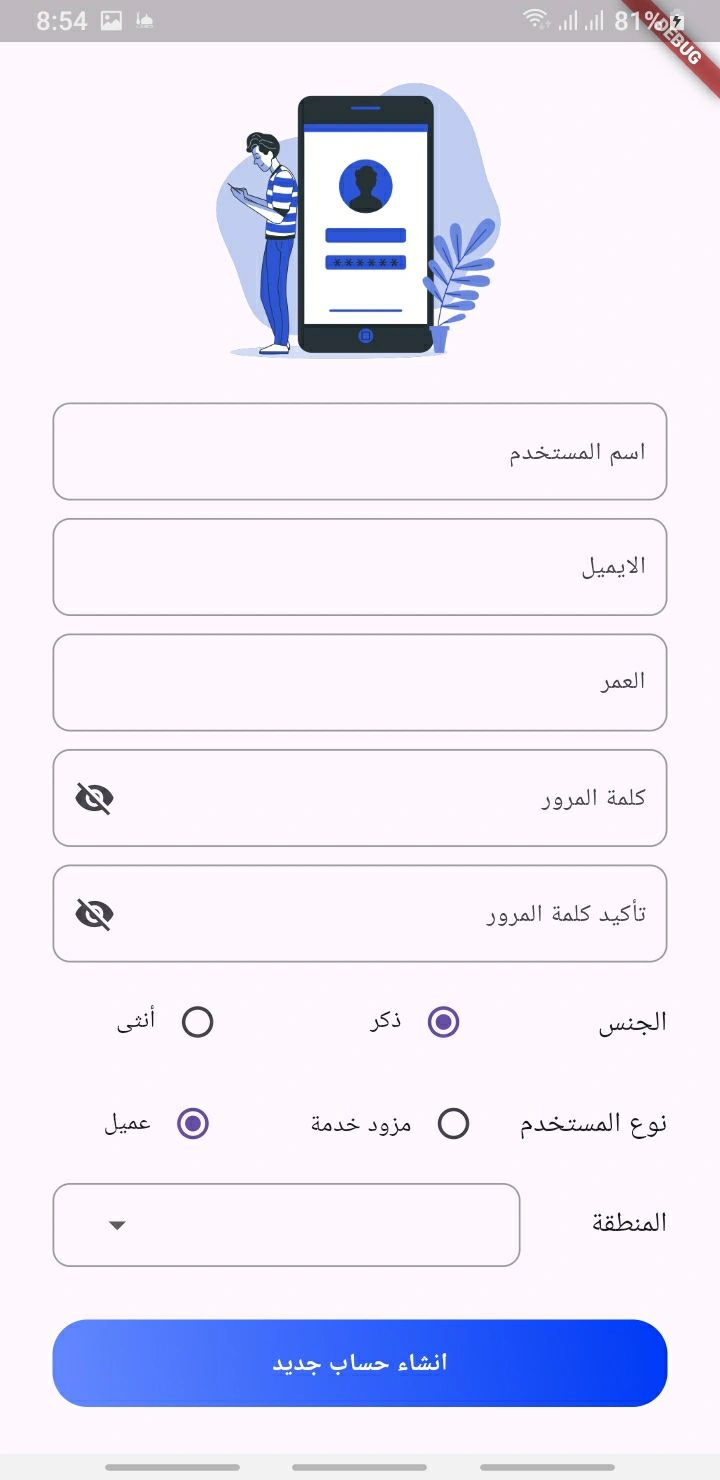 8:54
81%
DEBUG
******
اسم المستخدم
الايميل
العمر
كلمة المرور
تأكيد كلمة المرور
الجنس ذكر أنثى
نوع المستخدم مزود خدمة عميل
المنطقة
انشاء حساب جديد